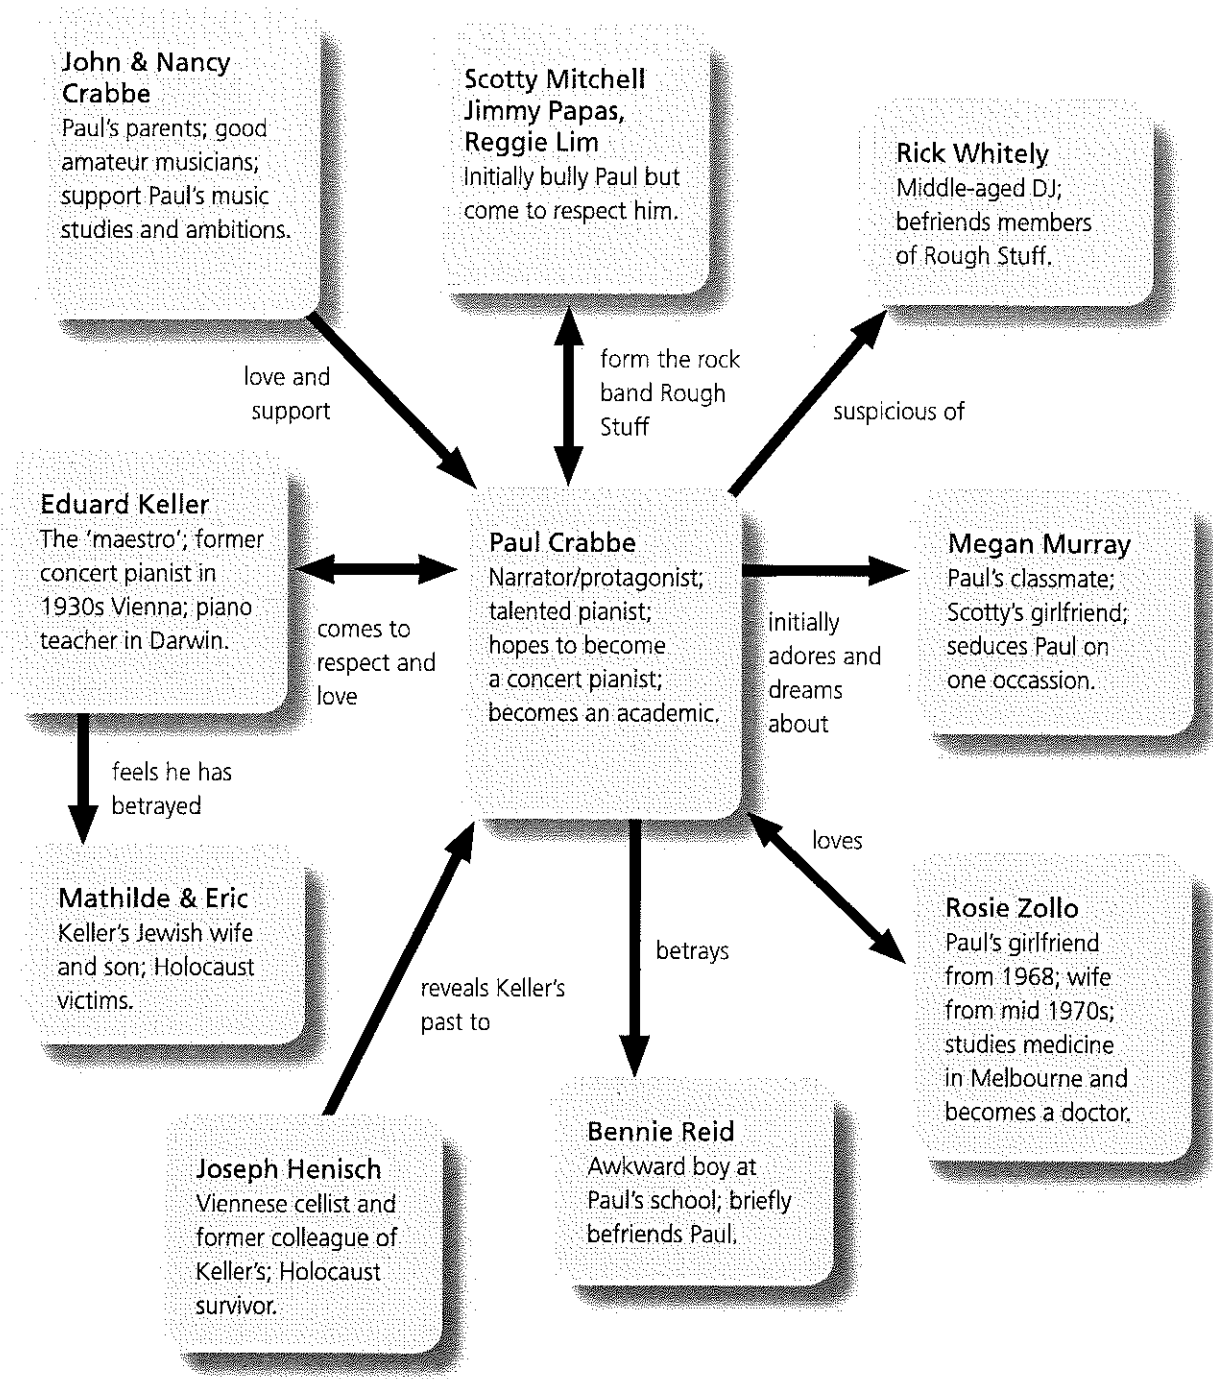 John & Nancy
Crabbe
Paul's parents; good
amateur musicians;
support Paul's music
studies and ambitions.
Scotty Mitchell
Jimmy Papas,
Reggie Lim
Initially bully Paul but
come to respect him.
Rick Whitely
Middle-aged DJ;
befriends members
of Rough Stuff.
love and
support
form the rock
band Rough
Stuff
suspicious of
Eduard Keller
The 'maestro'; former
concert pianist in
1930s Vienna; piano
teacher in Darwin.
comes to
respect and
love
Paul Crabbe
Narrator/protagonist;
talented pianist;
hopes to become
a concert pianist;
becomes an academic.
initially
adores and
dreams
about
Megan Murray
Paul's classmate;
Scotty's girlfriend;
seduces Paul on
one occassion.
feels he has
betrayed
Mathilde & Eric
Keller's Jewish wife
and son; Holocaust
victims.
reveals Keller's
past to
betrays
loves
Rosie Zollo
Paul's girlfriend
from 1968; wife
from mid 1970s;
studies medicine
in Melbourne and
becomes a doctor.
Joseph Henisch
Viennese cellist and
former colleague of
Keller's; Holocaust
survivor.
Bennie Reid
Awkward boy at
Paul's school; briefly
befriends Paul.